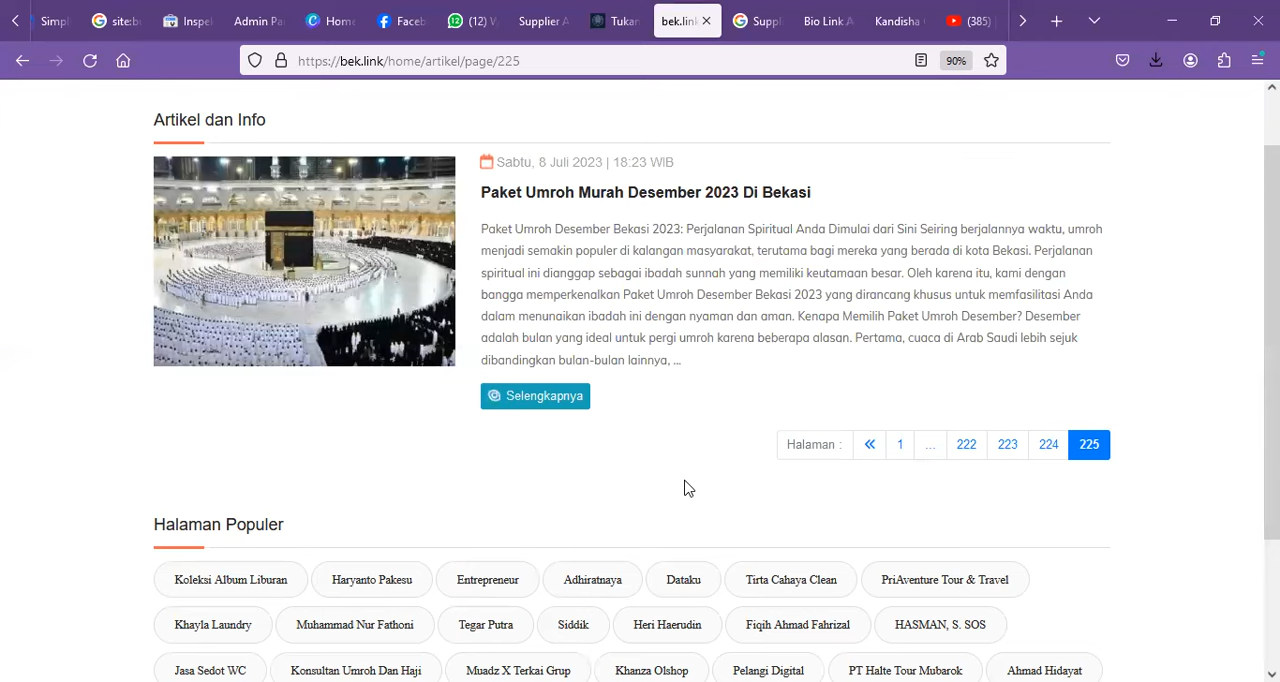 Simpl
site:b
Inspe
Admin Pa
Home
Faceb
(12) W
Supplier A
Tukan
bek.link
Suppl
Bio Link A
Kandisha
(385)
https://bek.link/home/artikel/page/225
90%
Artikel dan Info
Sabtu, 8 Juli 2023 | 18:23 WIB
Paket Umroh Murah Desember 2023 Di Bekasi
Paket Umroh Desember Bekasi 2023: Perjalanan Spiritual Anda Dimulai dari Sini Seiring berjalannya waktu, umroh
menjadi semakin populer di kalangan masyarakat, terutama bagi mereka yang berada di kota Bekasi. Perjalanan
spiritual ini dianggap sebagai ibadah sunnah yang memiliki keutamaan besar. Oleh karena itu, kami dengan
bangga memperkenalkan Paket Umroh Desember Bekasi 2023 yang dirancang khusus untuk memfasilitasi Anda
dalam menunaikan ibadah ini dengan nyaman dan aman. Kenapa Memilih Paket Umroh Desember? Desember
adalah bulan yang ideal untuk pergi umroh karena beberapa alasan. Pertama, cuaca di Arab Saudi lebih sejuk
dibandingkan bulan-bulan lainnya, ...
Selengkapnya
Halaman : « 1 ... 222 223 224 225
Halaman Populer
Koleksi Album Liburan Haryanto Pakesu Entrepreneur Adhiratnaya Dataku Tirta Cahaya Clean PriAventure Tour & Travel
Khayla Laundry Muhammad Nur Fathoni Tegar Putra Siddik Heri Haerudin Fiqih Ahmad Fahrizal HASMAN, S. SOS
Jasa Sedot WC Konsultan Umroh Dan Haji Muadz X Terkai Grup Khanza Olshop Pelangi Digital PT Halte Tour Mubarok Ahmad Hidayat